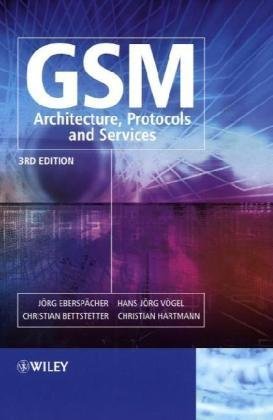 GSM
Architecture, Protocols
and Services
3RD EDITION
JÖRG EBERSPÄCHER HANS JÖRG VÖGEL
CHRISTIAN BETTSTETTER CHRISTIAN HARTMANN
WILEY